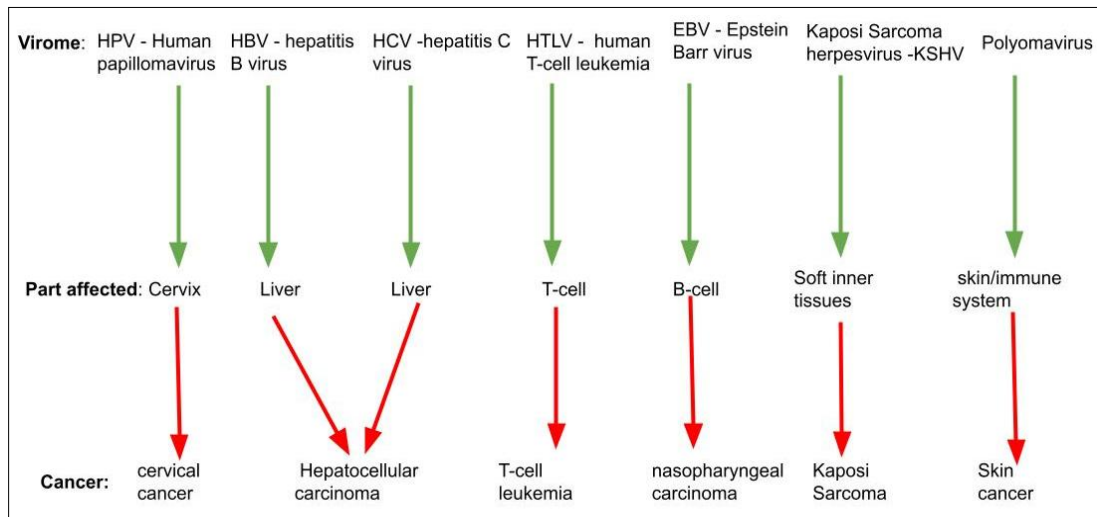 Virome: HPV - Human papillomavirus
HBV - hepatitis B virus
HCV -hepatitis C virus
HTLV - human T-cell leukemia
EBV - Epstein Barr virus
Kaposi Sarcoma herpesvirus -KSHV
Polyomavirus
Part affected: Cervix
Liver
Liver
T-cell
B-cell
Soft inner tissues
skin/immune system
Cancer: cervical cancer
Hepatocellular carcinoma
T-cell leukemia
nasopharyngeal carcinoma
Kaposi Sarcoma
Skin cancer